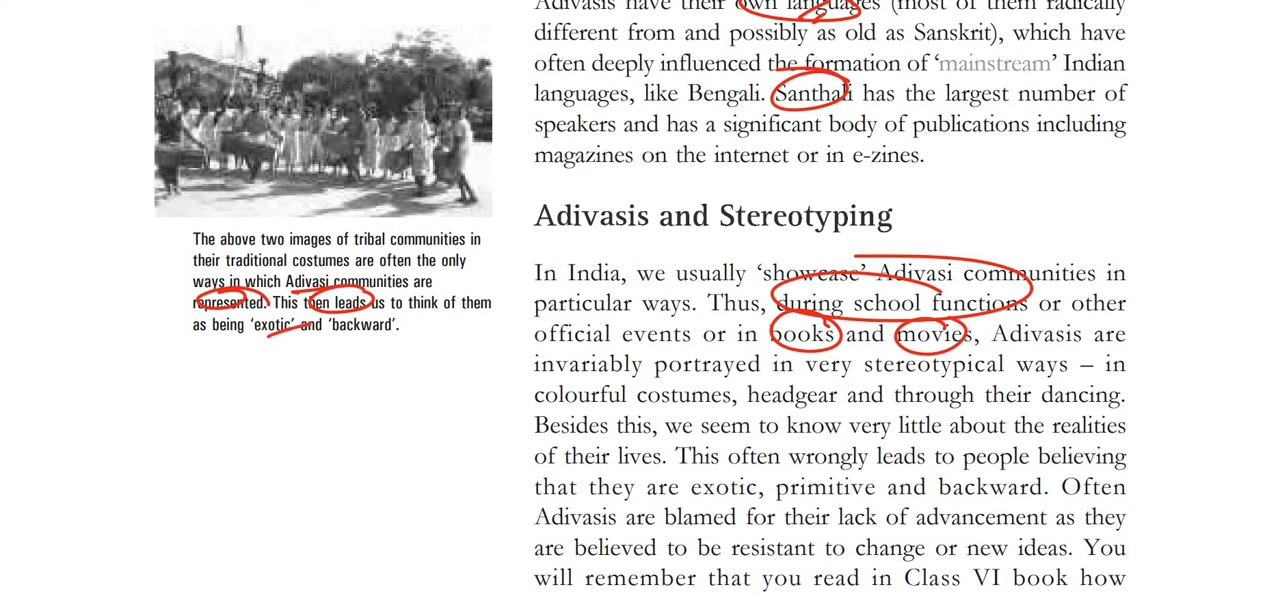 The above two images of tribal communities in
their traditional costumes are often the only
ways in which Adivasi communities are
represented. This then leads us to think of them
as being ‘exotic’ and ‘backward’.
Adivasis have their own languages (most of them radically
different from and possibly as old as Sanskrit), which have
often deeply influenced the formation of ‘mainstream’ Indian
languages, like Bengali. Santhali has the largest number of
speakers and has a significant body of publications including
magazines on the internet or in e-zines.
Adivasis and Stereotyping
In India, we usually ‘showcase’ Adivasi communities in
particular ways. Thus, during school functions or other
official events or in books and movies, Adivasis are
invariably portrayed in very stereotypical ways – in
colourful costumes, headgear and through their dancing.
Besides this, we seem to know very little about the realities
of their lives. This often wrongly leads to people believing
that they are exotic, primitive and backward. Often
Adivasis are blamed for their lack of advancement as they
are believed to be resistant to change or new ideas. You
will remember that you read in Class VI book how